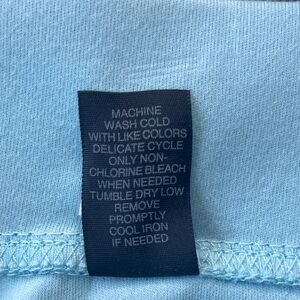 MACHINE
WASH COLD
WITH LIKE COLORS
DELICATE CYCLE
ONLY NON-
CHLORINE BLEACH
WHEN NEEDED
TUMBLE DRY LOW
REMOVE
PROMPTLY
COOL IRON
IF NEEDED